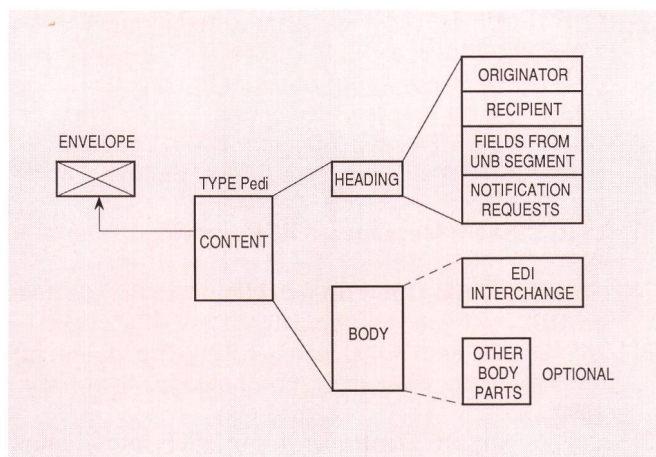 ENVELOPE
TYPE Pedi
CONTENT
HEADING
ORIGINATOR
RECIPIENT
FIELDS FROM
UNB SEGMENT
NOTIFICATION
REQUESTS
BODY
EDI
INTERCHANGE
OTHER
BODY
PARTS
OPTIONAL